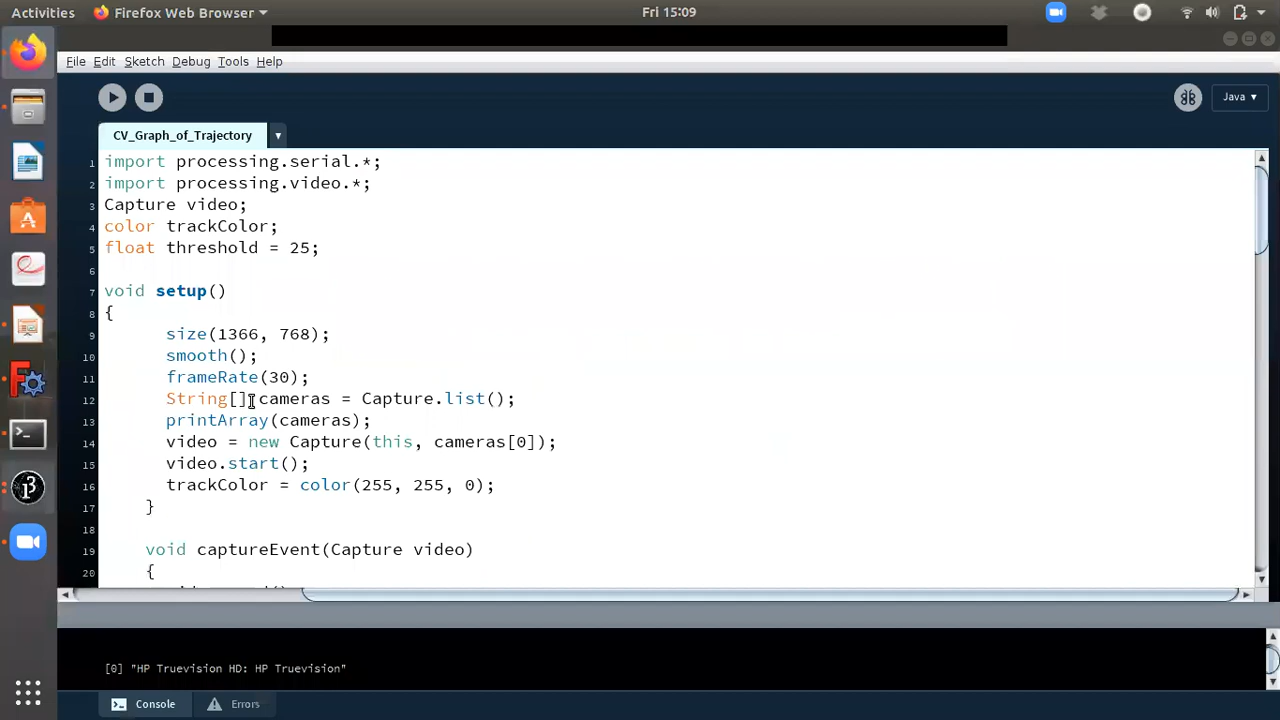 Activities Firefox Web Browser Fri 15:09
File Edit Sketch Debug Tools Help
Java
CV_Graph_of_Trajectory
1 import processing.serial.*;
2 import processing.video.*;
3 Capture video;
4 color trackColor;
5 float threshold = 25;
6
7 void setup()
8 {
9 size(1366, 768);
10 smooth();
11 frameRate(30);
12 String[] cameras = Capture.list();
13 printArray(cameras);
14 video = new Capture(this, cameras[0]);
15 video.start();
16 trackColor = color(255, 255, 0);
17 }
18
19 void captureEvent(Capture video)
20 {
[0] "HP Truevision HD: HP Truevision"
Console Errors